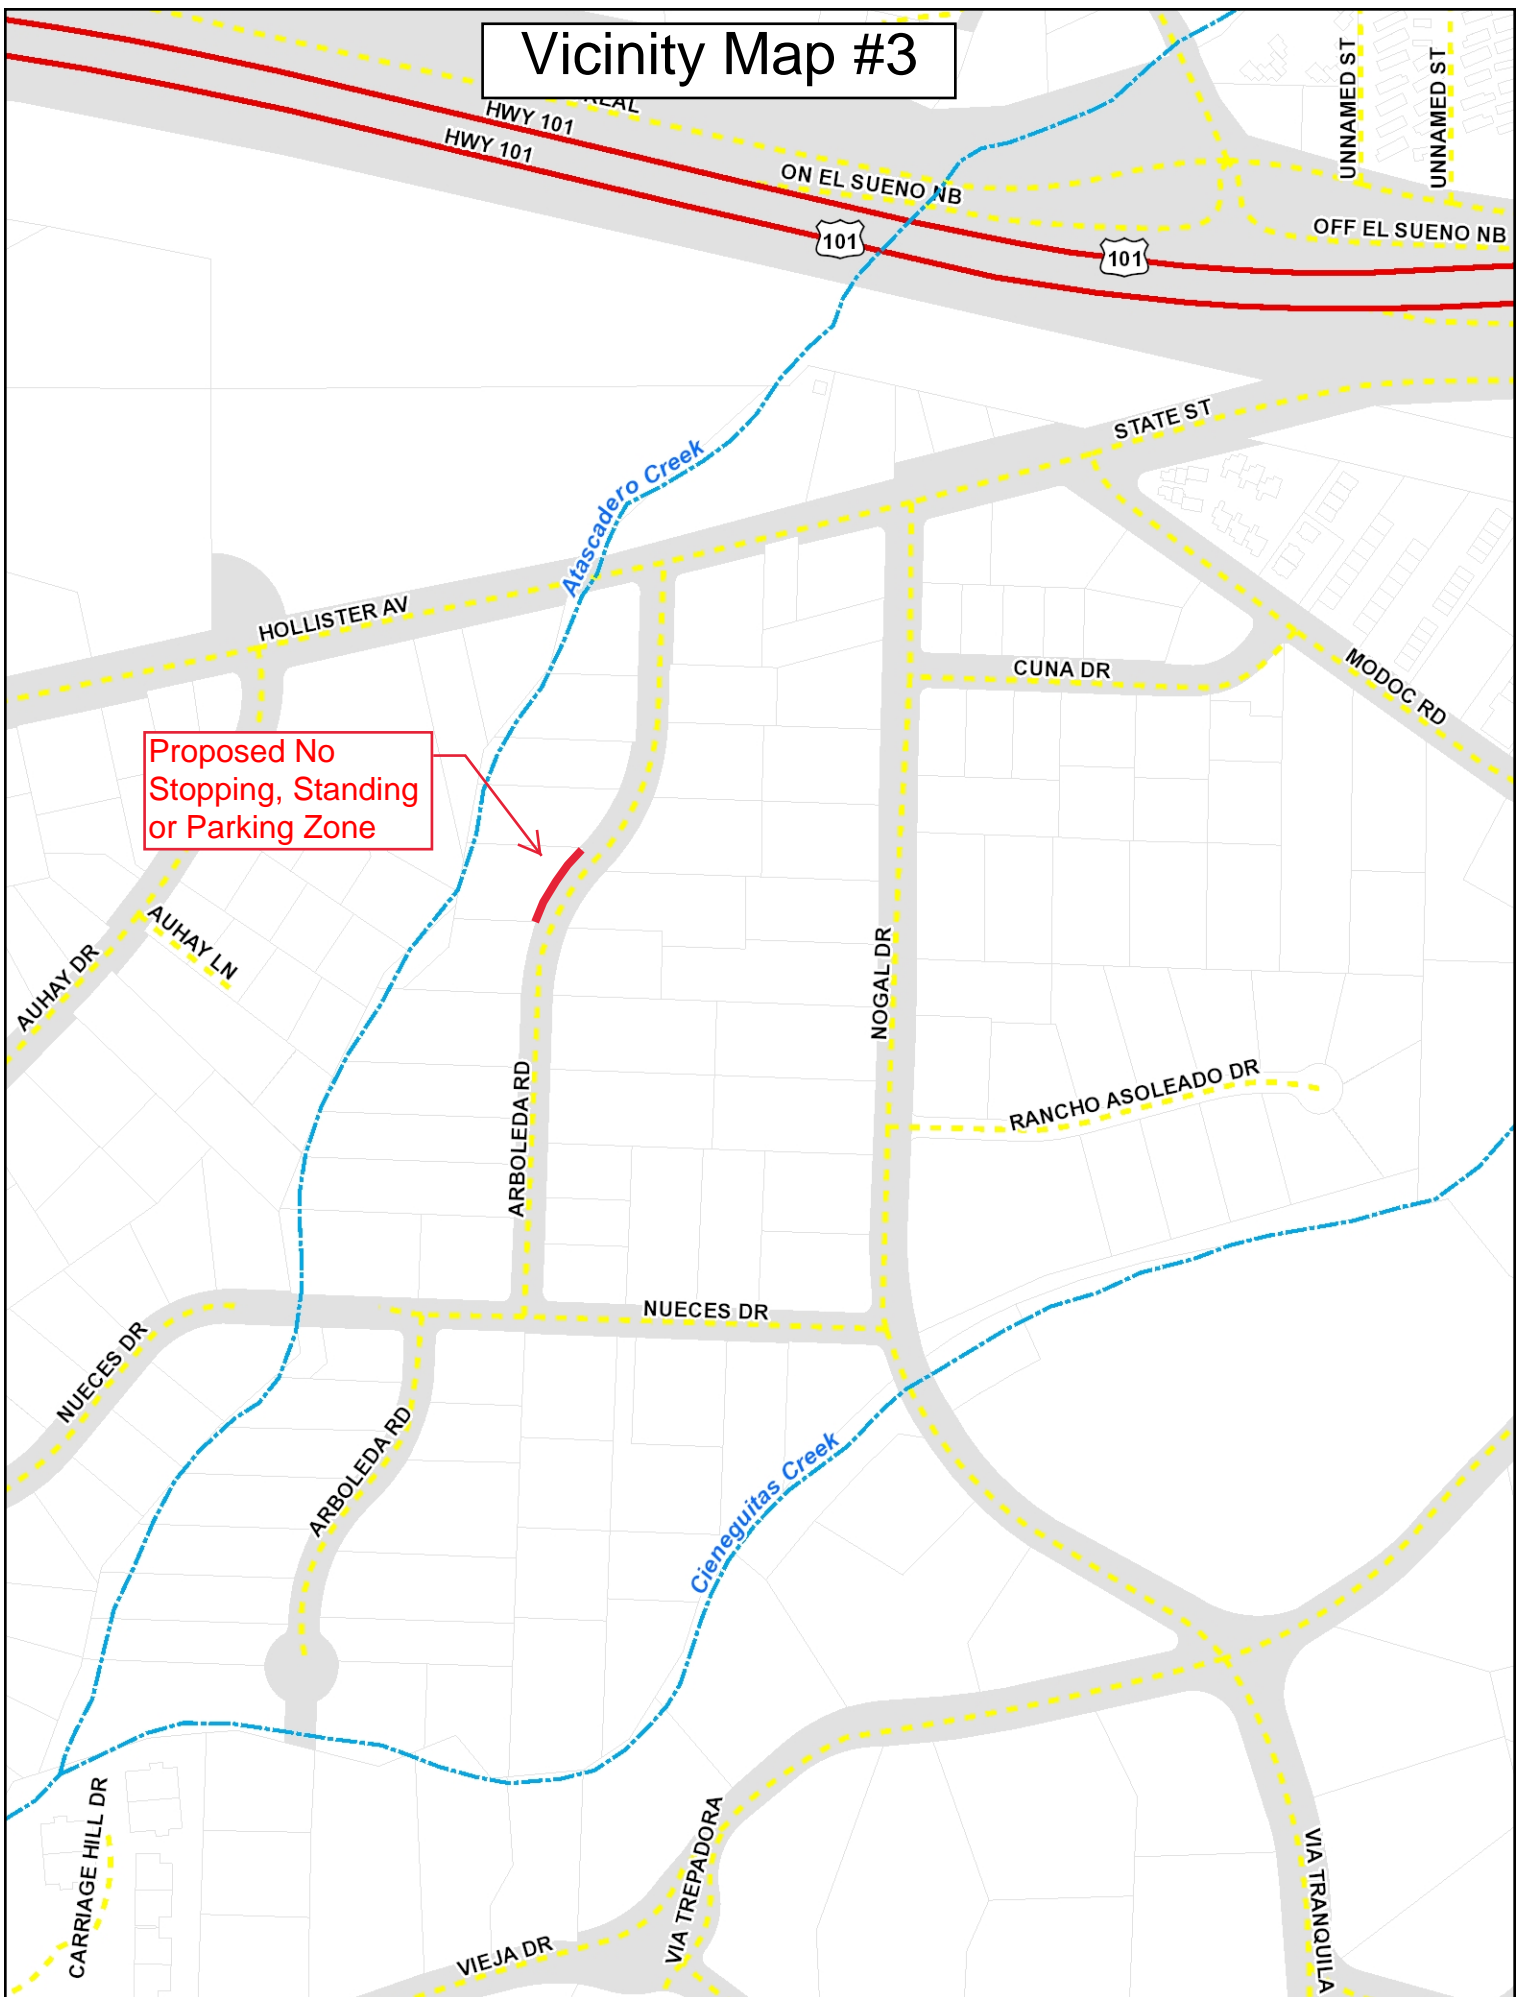 Vicinity Map #3
UNNAMED ST
UNNAMED ST
HWY 101
HWY 101
ON EL SUENO NB
OFF EL SUENO NB
101
101
STATE ST
Atascadero Creek
HOLLISTER AV
CUNA DR
MODOC RD
Proposed No
Stopping, Standing
or Parking Zone
AUHAY LN
AUHAY DR
NOGAL DR
ARBOLEDA RD
RANCHO ASOLEADO DR
NUECES DR
NUECES DR
ARBOLEDA RD
Cieneguitas Creek
CARRIAGE HILL DR
VIA TREPADORA
VIA TRANQUILA
VIEJA DR